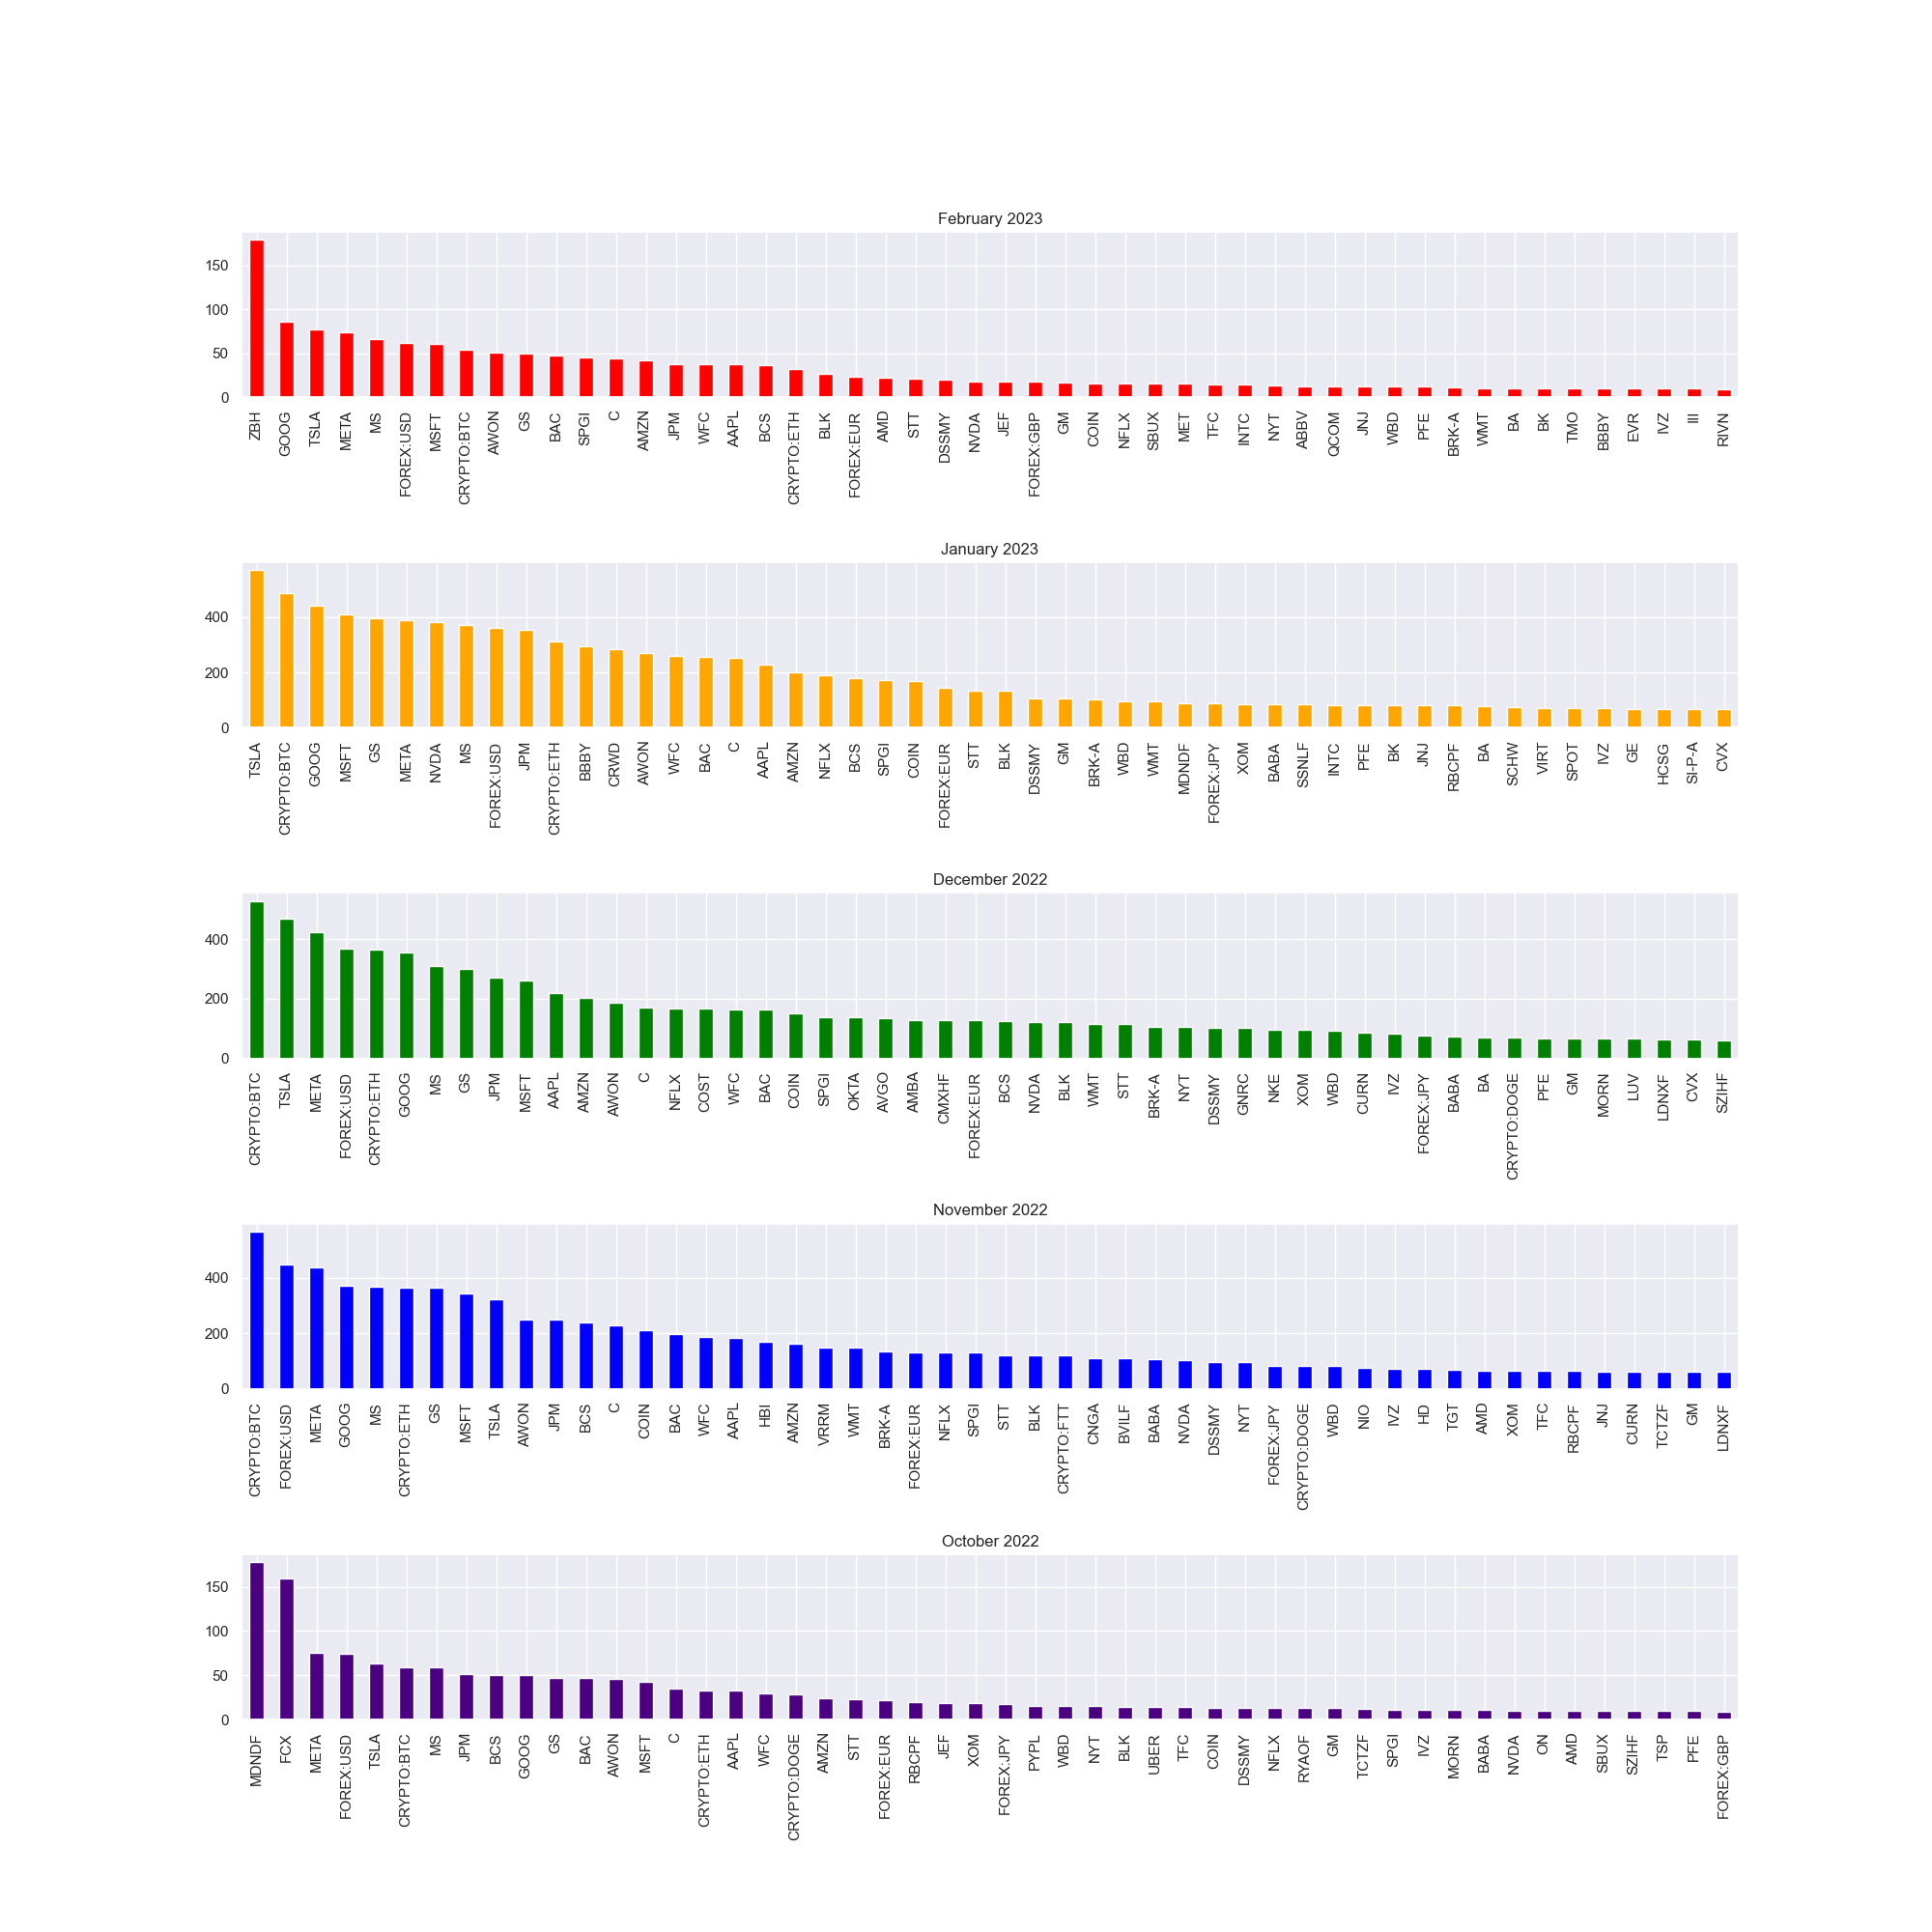 February 2023
150
100
50
0
ZBH GOOG TSLA META MS FOREX:USD MSFT CRYPTO:BTC AWON GS BAC SPGI C AMZN JPM WFC AAPL BCS CRYPTO:ETH BLK FOREX:EUR AMD STT DSSMY NVDA JEF FOREX:GBP GM COIN NFLX SBUX MET TFC INTC NYT ABBV QCOM JNJ WBD PFE BRK-A WMT BA BK TMO BBBY EVR IVZ III RIVN
January 2023
400
200
0
TSLA CRYPTO:BTC GOOG MSFT GS META NVDA MS FOREX:USD JPM CRYPTO:ETH BBBY CRWD AWON WFC BAC C AAPL AMZN NFLX BCS SPGI COIN FOREX:EUR STT BLK DSSMY GM BRK-A WBD WMT MDNDF FOREX:JPY XOM BABA SSNLF INTC PFE BK JNJ RBCPF BA SCHW VIRT SPOT IVZ GE HCSG SI-P-A CVX
December 2022
400
200
0
CRYPTO:BTC TSLA META FOREX:USD CRYPTO:ETH GOOG MS GS JPM MSFT AAPL AMZN AWON C NFLX COST WFC BAC COIN SPGI OKTA AVGO AMBA CMXHF FOREX:EUR BCS NVDA BLK WMT STT BRK-A NYT DSSMY GNRC NKE XOM WBD CURN IVZ FOREX:JPY BABA BA CRYPTO:DOGE PFE GM MORN LUV LDNXF CVX SZIHF
November 2022
400
200
0
CRYPTO:BTC FOREX:USD META GOOG MS CRYPTO:ETH GS MSFT TSLA AWON JPM BCS C COIN BAC WFC AAPL HBI AMZN VRRM WMT BRK-A FOREX:EUR NFLX SPGI STT BLK CRYPTO:FTT CNGA BVILF BABA NVDA DSSMY NYT FOREX:JPY CRYPTO:DOGE WBD NIO IVZ HD TGT AMD XOM TFC RBCPF JNJ CURN TCTZF GM LDNXF
October 2022
150
100
50
0
MDNDF FCX META FOREX:USD TSLA CRYPTO:BTC MS JPM BCS GOOG GS BAC AWON MSFT C CRYPTO:ETH AAPL WFC CRYPTO:DOGE AMZN STT FOREX:EUR RBCPF JEF XOM FOREX:JPY PYPL WBD NYT BLK UBER TFC COIN DSSMY NFLX RYAOF GM TCTZF SPGI IVZ MORN BABA NVDA ON AMD SBUX SZIHF TSP PFE FOREX:GBP